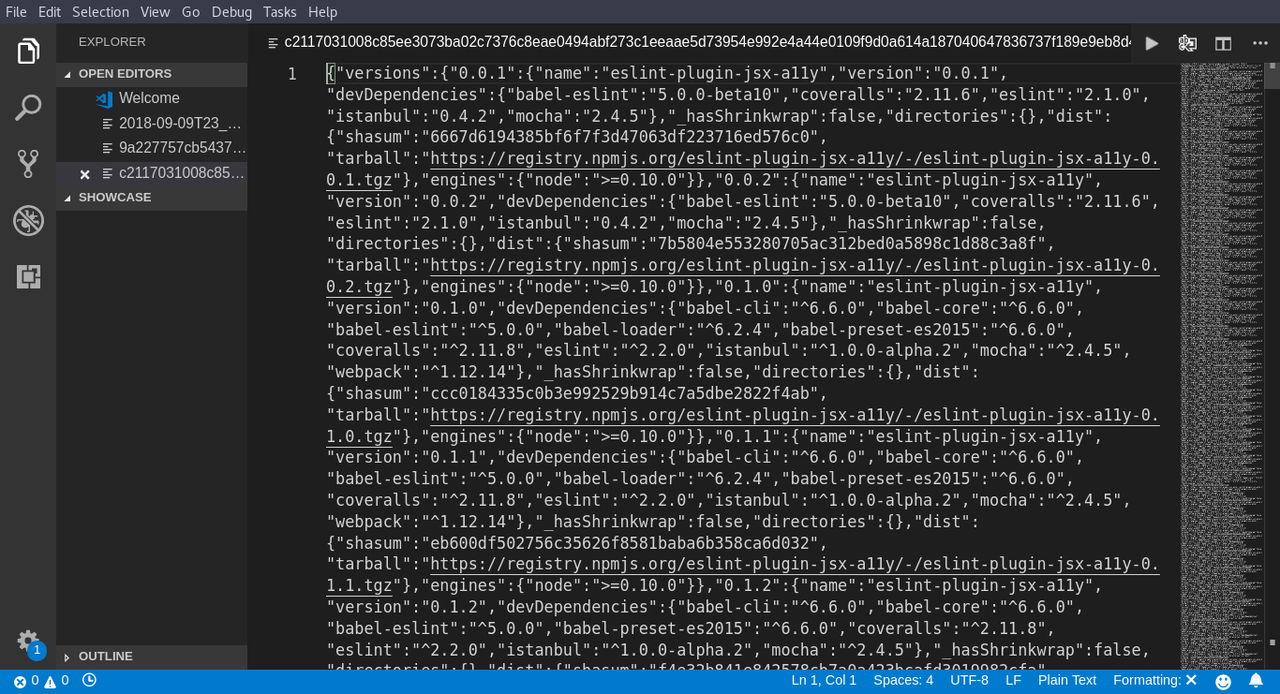 File Edit Selection View Go Debug Tasks Help
EXPLORER
OPEN EDITORS
Welcome
2018-09-09T23_...
9a227757cb5437...
c2117031008c85...
SHOWCASE
OUTLINE
1
c2117031008c85ee3073ba02c7376c8eae0494abf273c1eeaae5d73954e992e4a44e0109f9d0a614a187040647836737f189e9eb8d4
1
{"versions":{"0.0.1":{"name":"eslint-plugin-jsx-a11y","version":"0.0.1",
"devDependencies":{"babel-eslint":"5.0.0-beta10","coveralls":"2.11.6","eslint":"2.1.0",
"istanbul":"0.4.2","mocha":"2.4.5"},"_hasShrinkwrap":false,"directories":{},"dist":
{"shasum":"6667d6194385bf6f7f3d47063df223716ed576c0",
"tarball":"https://registry.npmjs.org/eslint-plugin-jsx-a11y/-/eslint-plugin-jsx-a11y-0.
0.1.tgz"},"engines":{"node":">=0.10.0"}},"0.0.2":{"name":"eslint-plugin-jsx-a11y",
"version":"0.0.2","devDependencies":{"babel-eslint":"5.0.0-beta10","coveralls":"2.11.6",
"eslint":"2.1.0","istanbul":"0.4.2","mocha":"2.4.5"},"_hasShrinkwrap":false,
"directories":{},"dist":{"shasum":"7b5804e553280705ac312bed0a5898c1d88c3a8f",
"tarball":"https://registry.npmjs.org/eslint-plugin-jsx-a11y/-/eslint-plugin-jsx-a11y-0.
0.2.tgz"},"engines":{"node":">=0.10.0"}},"0.1.0":{"name":"eslint-plugin-jsx-a11y",
"version":"0.1.0","devDependencies":{"babel-cli":"^6.6.0","babel-core":"^6.6.0",
"babel-eslint":"^5.0.0","babel-loader":"^6.2.4","babel-preset-es2015":"^6.6.0",
"coveralls":"^2.11.8","eslint":"^2.2.0","istanbul":"^1.0.0-alpha.2","mocha":"^2.4.5",
"webpack":"^1.12.14"},"_hasShrinkwrap":false,"directories":{},"dist":
{"shasum":"ccc0184335c0b3e992529b914c7a5dbe2822f4ab",
"tarball":"https://registry.npmjs.org/eslint-plugin-jsx-a11y/-/eslint-plugin-jsx-a11y-0.
1.0.tgz"},"engines":{"node":">=0.10.0"}},"0.1.1":{"name":"eslint-plugin-jsx-a11y",
"version":"0.1.1","devDependencies":{"babel-cli":"^6.6.0","babel-core":"^6.6.0",
"babel-eslint":"^5.0.0","babel-loader":"^6.2.4","babel-preset-es2015":"^6.6.0",
"coveralls":"^2.11.8","eslint":"^2.2.0","istanbul":"^1.0.0-alpha.2","mocha":"^2.4.5",
"webpack":"^1.12.14"},"_hasShrinkwrap":false,"directories":{},"dist":
{"shasum":"eb600df502756c35626f8581baba6b358ca6d032",
"tarball":"https://registry.npmjs.org/eslint-plugin-jsx-a11y/-/eslint-plugin-jsx-a11y-0.
1.1.tgz"},"engines":{"node":">=0.10.0"}},"0.1.2":{"name":"eslint-plugin-jsx-a11y",
"version":"0.1.2","devDependencies":{"babel-cli":"^6.6.0","babel-core":"^6.6.0",
"babel-eslint":"^5.0.0","babel-preset-es2015":"^6.6.0","coveralls":"^2.11.8",
"eslint":"^2.2.0","istanbul":"^1.0.0-alpha.2","mocha":"^2.4.5"},"_hasShrinkwrap":false,
"directories":{},"dist":{"shasum":
0 0 Ln 1, Col 1 Spaces: 4 UTF-8 LF Plain Text Formatting: